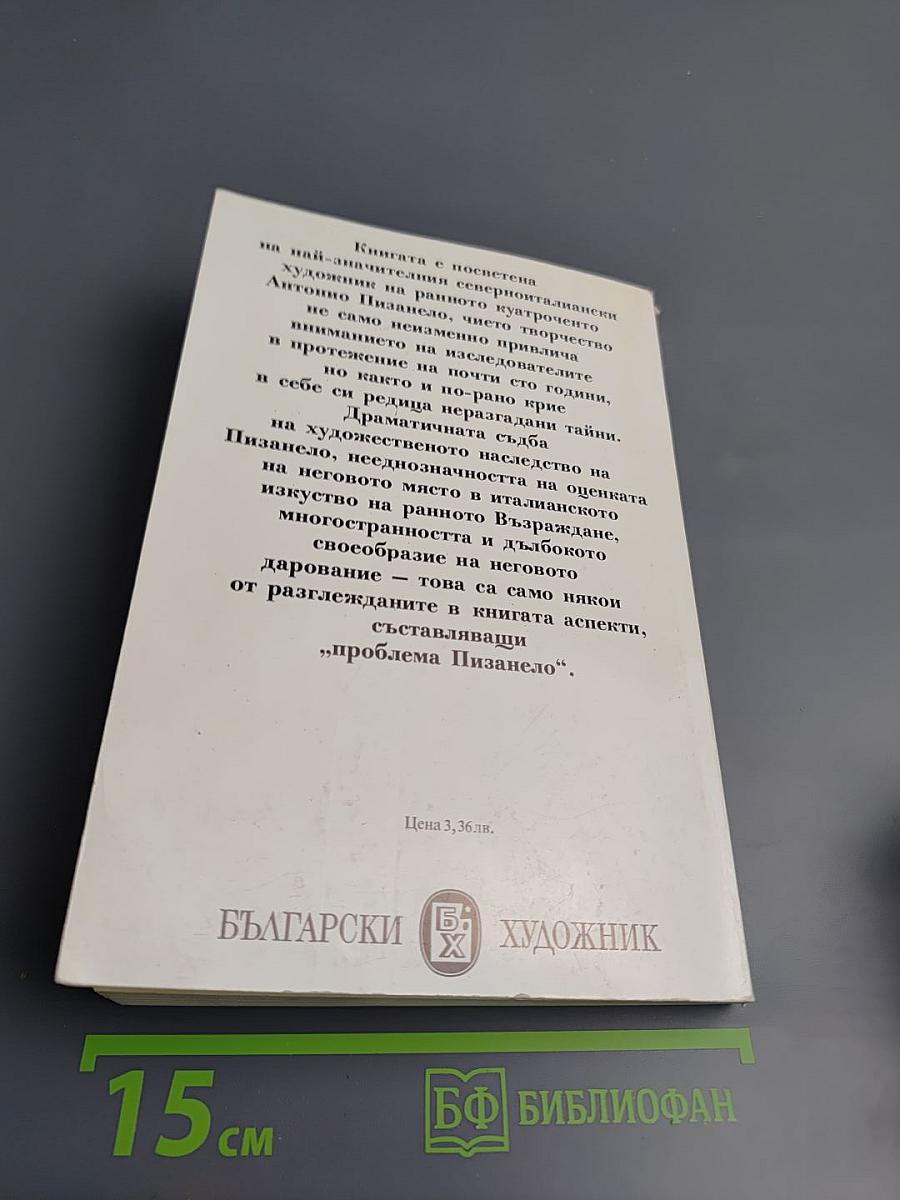 Книгата е посветена
на най-значителния северноиталиански
художник на ранното куатроченто
Антонио Пизанело, чието творчество
не само неизменно привлича
вниманието на изследователите
в протежение на почти сто години,
но както и по-рано крие
в себе си редица неразгадани тайни.
Драматичната съдба
на художественото наследство на
Пизанело, нееднозначността на оценката
на неговото място в италианското
изкуство на ранното Възраждане,
многостранността и дълбокото
своеобразие на неговото
дарование — това са само някои
от разглежданите в книгата аспекти,
съставляващи
„проблема Пизанело“.
Цена 3,36 лв.
БЪЛГАРСКИ БХ ХУДОЖНИК
15 см БФ БИБЛИОФАН